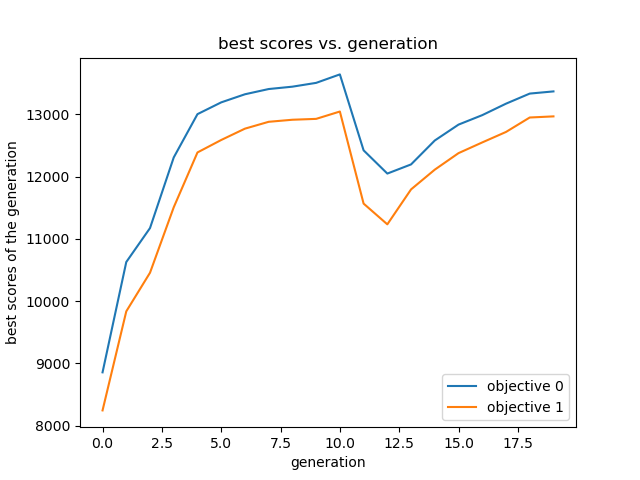 best scores vs. generation
best scores of the generation
13000
12000
11000
10000
9000
8000
0.0 2.5 5.0 7.5 10.0 12.5 15.0 17.5
generation
objective 0
objective 1